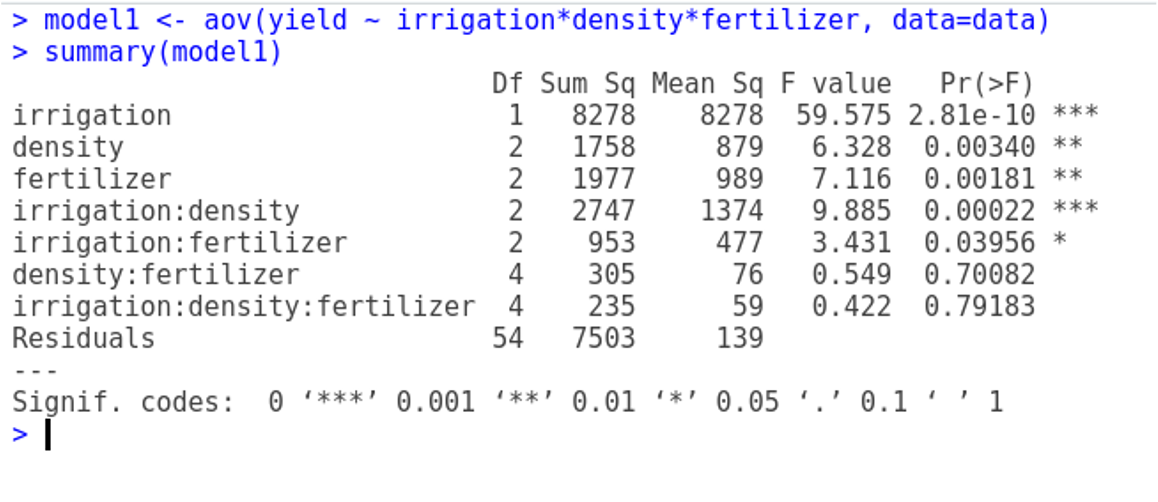 > model1 <- aov(yield ~ irrigation*density*fertilizer, data=data)
> summary(model1)
                              Df Sum Sq Mean Sq F value   Pr(>F)
irrigation                     1   8278    8278  59.575 2.81e-10 ***
density                        2   1758     879   6.328  0.00340 **
fertilizer                     2   1977     989   7.116  0.00181 **
irrigation:density             2   2747    1374   9.885  0.00022 ***
irrigation:fertilizer          2    953     477   3.431  0.03956 *
density:fertilizer             4    305      76   0.549  0.70082
irrigation:density:fertilizer  4    235      59   0.422  0.79183
Residuals                     54   7503     139
---
Signif. codes:  0 ‘***’ 0.001 ‘**’ 0.01 ‘*’ 0.05 ‘.’ 0.1 ‘ ’ 1
>